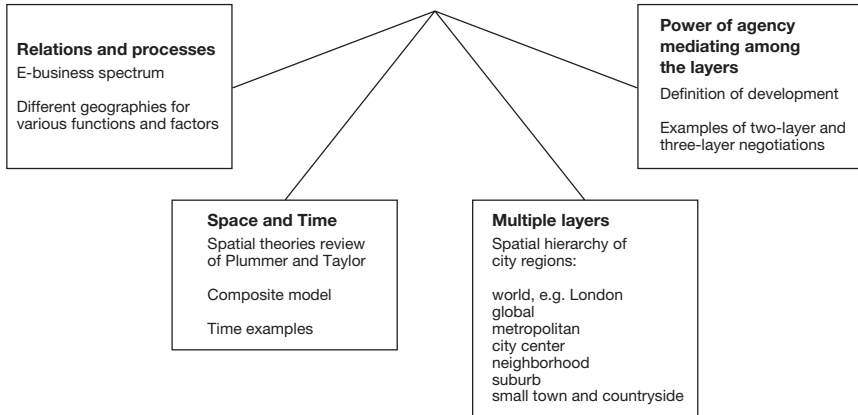 Relations and processes
E-business spectrum
Different geographies for
various functions and factors
Power of agency
mediating among
the layers
Definition of development
Examples of two-layer and
three-layer negotiations
Space and Time
Spatial theories review
of Plummer and Taylor
Composite model
Time examples
Multiple layers
Spatial hierarchy of
city regions:
world, e.g. London
global
metropolitan
city center
neighborhood
suburb
small town and countryside